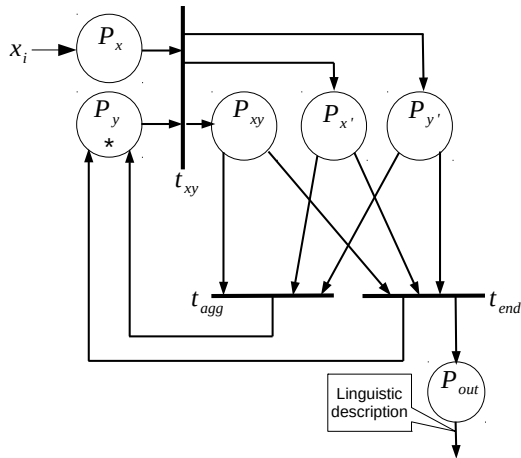 x_i
P_x
P_y
*
P_xy
P_x'
P_y'
t_xy
t_agg
t_end
P_out
Linguistic
description